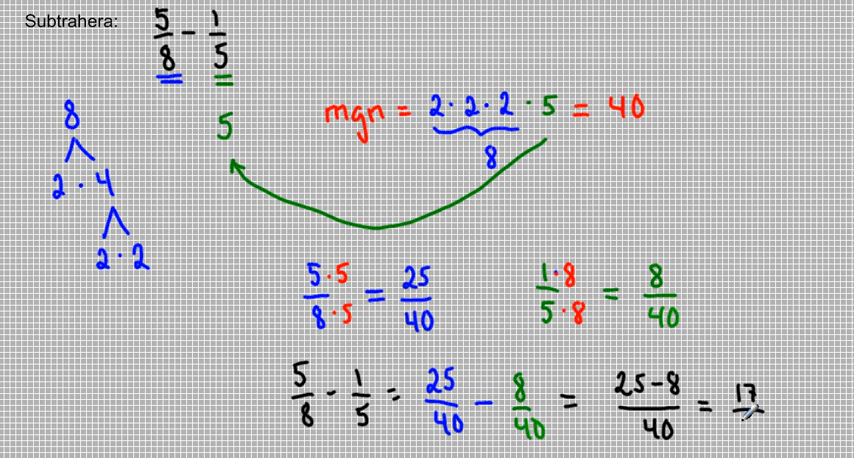 Subtrahera: 5/8 - 1/5
8
5
mgn = 2 · 2 · 2 · 5 = 40
8
2 · 4
2 · 2
5·5/8·5 = 25/40
1·8/5·8 = 8/40
5/8 - 1/5 = 25/40 - 8/40 = 25-8/40 = 17/